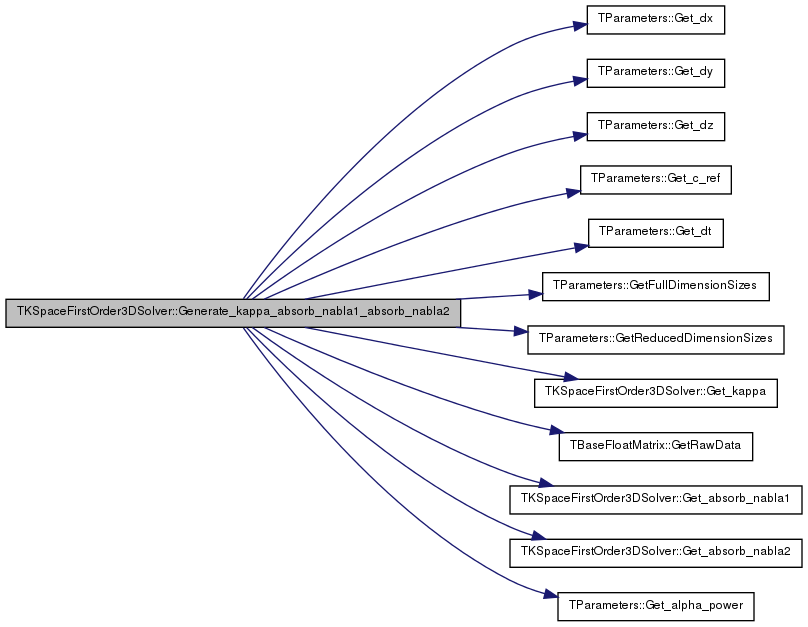 TParameters::Get_dx
TParameters::Get_dy
TParameters::Get_dz
TParameters::Get_c_ref
TParameters::Get_dt
TParameters::GetFullDimensionSizes
TKSpaceFirstOrder3DSolver::Generate_kappa_absorb_nabla1_absorb_nabla2
TParameters::GetReducedDimensionSizes
TKSpaceFirstOrder3DSolver::Get_kappa
TBaseFloatMatrix::GetRawData
TKSpaceFirstOrder3DSolver::Get_absorb_nabla1
TKSpaceFirstOrder3DSolver::Get_absorb_nabla2
TParameters::Get_alpha_power